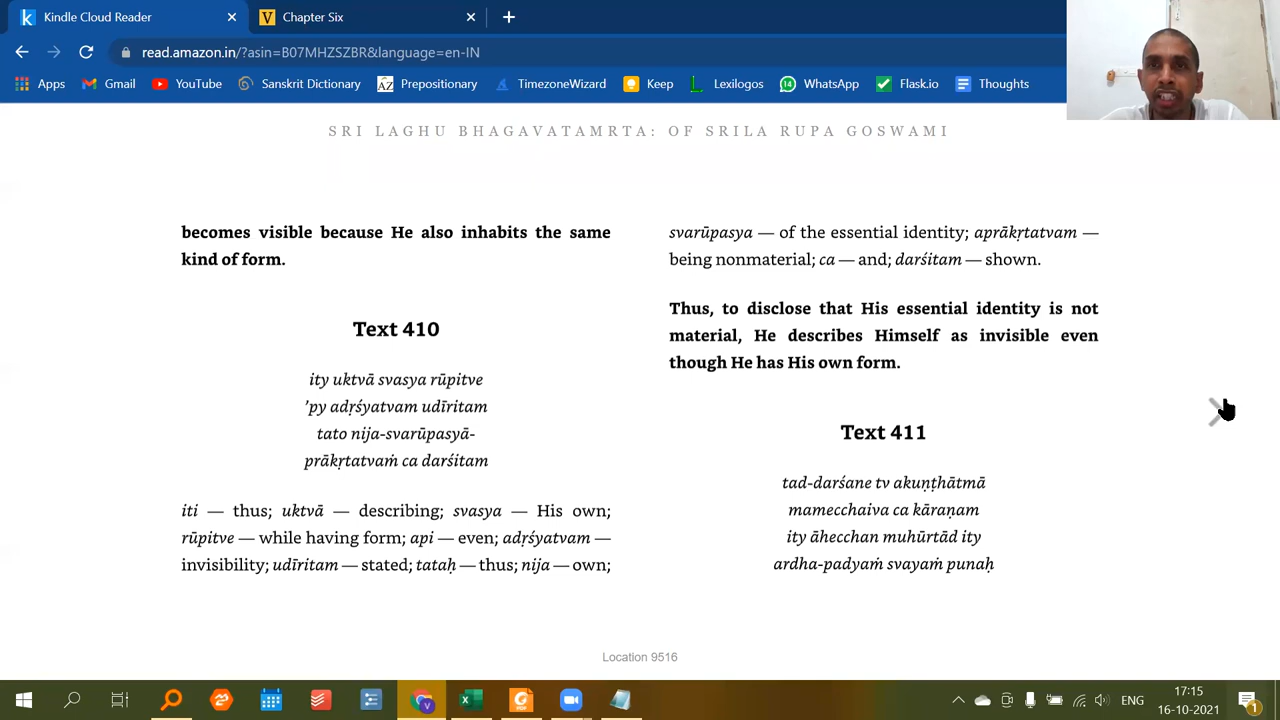 Kindle Cloud Reader
Chapter Six
read.amazon.in/?asin=B07MHZSZBR&language=en-IN
Apps Gmail YouTube Sanskrit Dictionary Prepositionary TimezoneWizard Keep Lexilogos WhatsApp Flask.io Thoughts
SRI LAGHU BHAGAVATAMRTA: OF SRILA RUPA GOSWAMI
becomes visible because He also inhabits the same
kind of form.
Text 410
ity uktvā svasya rūpitve
’py adṛśyatvam udīritam
tato nija-svarūpasyā-
prākṛtatvaṁ ca darśitam
iti — thus; uktvā — describing; svasya — His own;
rūpitve — while having form; api — even; adṛśyatvam —
invisibility; udīritam — stated; tataḥ — thus; nija — own;
svarūpasya — of the essential identity; aprākṛtatvam —
being nonmaterial; ca — and; darśitam — shown.
Thus, to disclose that His essential identity is not
material, He describes Himself as invisible even
though He has His own form.
Text 411
tad-darśane tv akuṇṭhātmā
mamecchaiva ca kāraṇam
ity āhecchan muhūrtād ity
ardha-padyaṁ svayaṁ punaḥ
Location 9516
ENG
17:15
16-10-2021